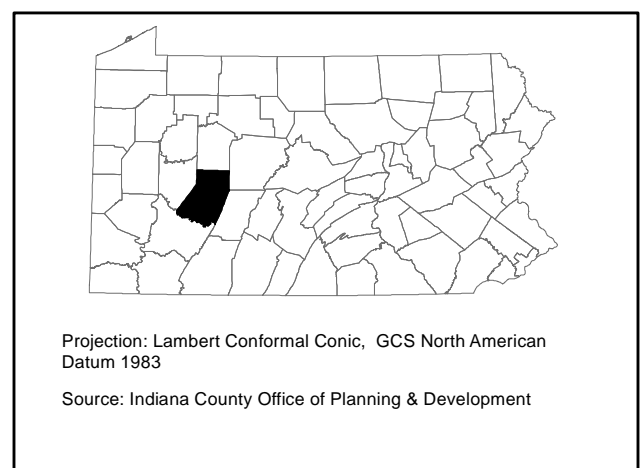 Projection: Lambert Conformal Conic, GCS North American
Datum 1983
Source: Indiana County Office of Planning & Development